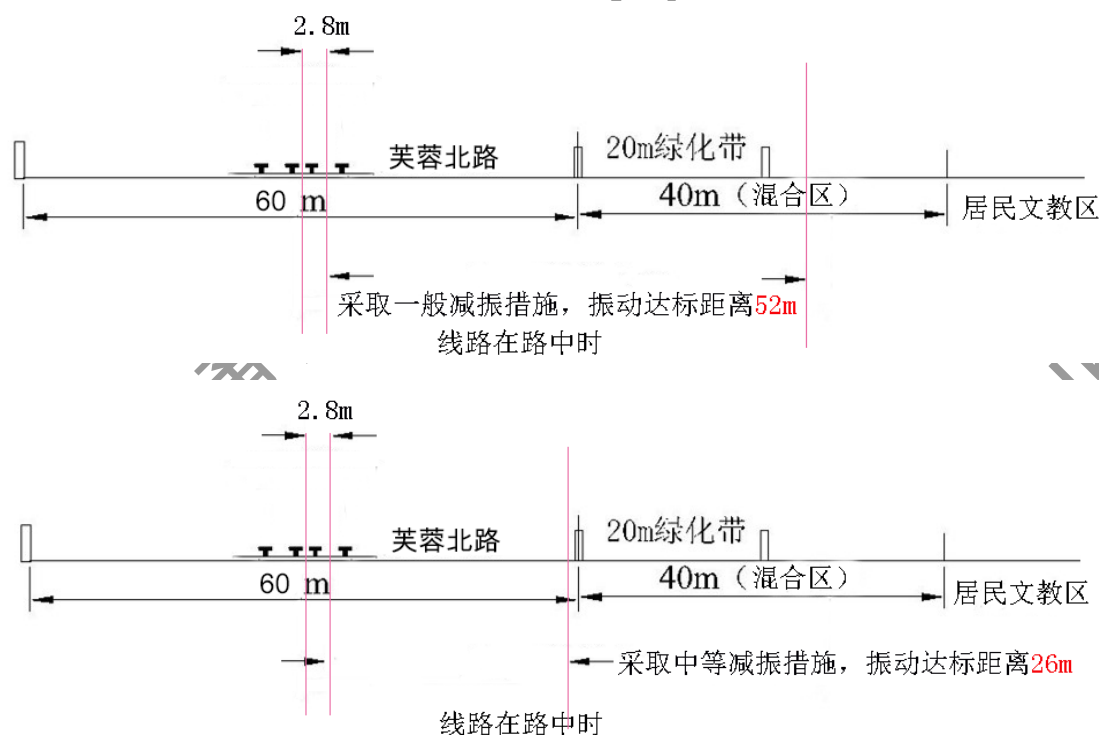 2.8m
芙蓉北路
20m绿化带
60 m
40m（混合区）
居民文教区
采取一般减振措施，振动达标距离52m
线路在路中时
2.8m
芙蓉北路
20m绿化带
60 m
40m（混合区）
居民文教区
采取中等减振措施，振动达标距离26m
线路在路中时